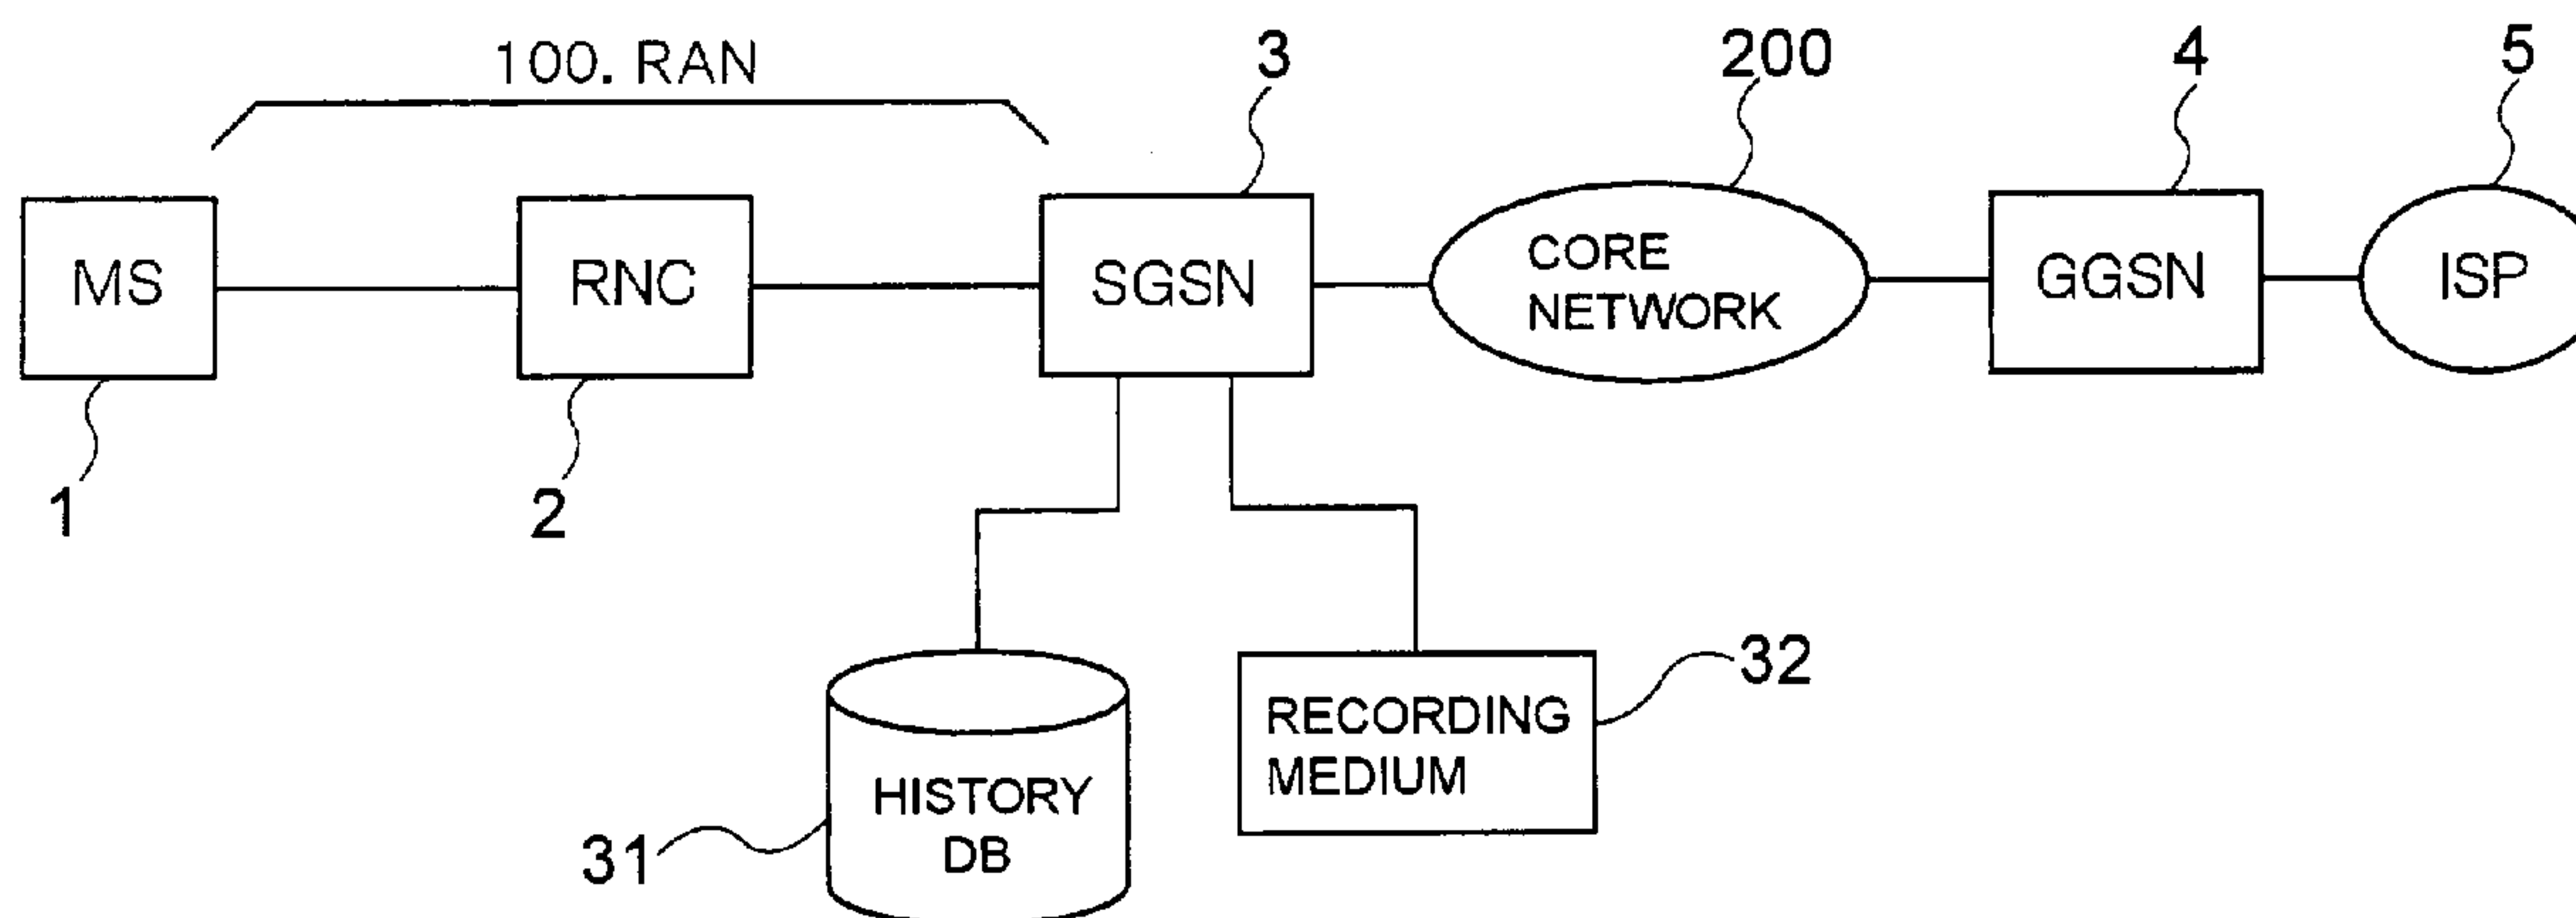 100. RAN
3
200
4
5
MS
RNC
SGSN
CORE
NETWORK
GGSN
ISP
1
2
32
RECORDING
MEDIUM
HISTORY
DB
31